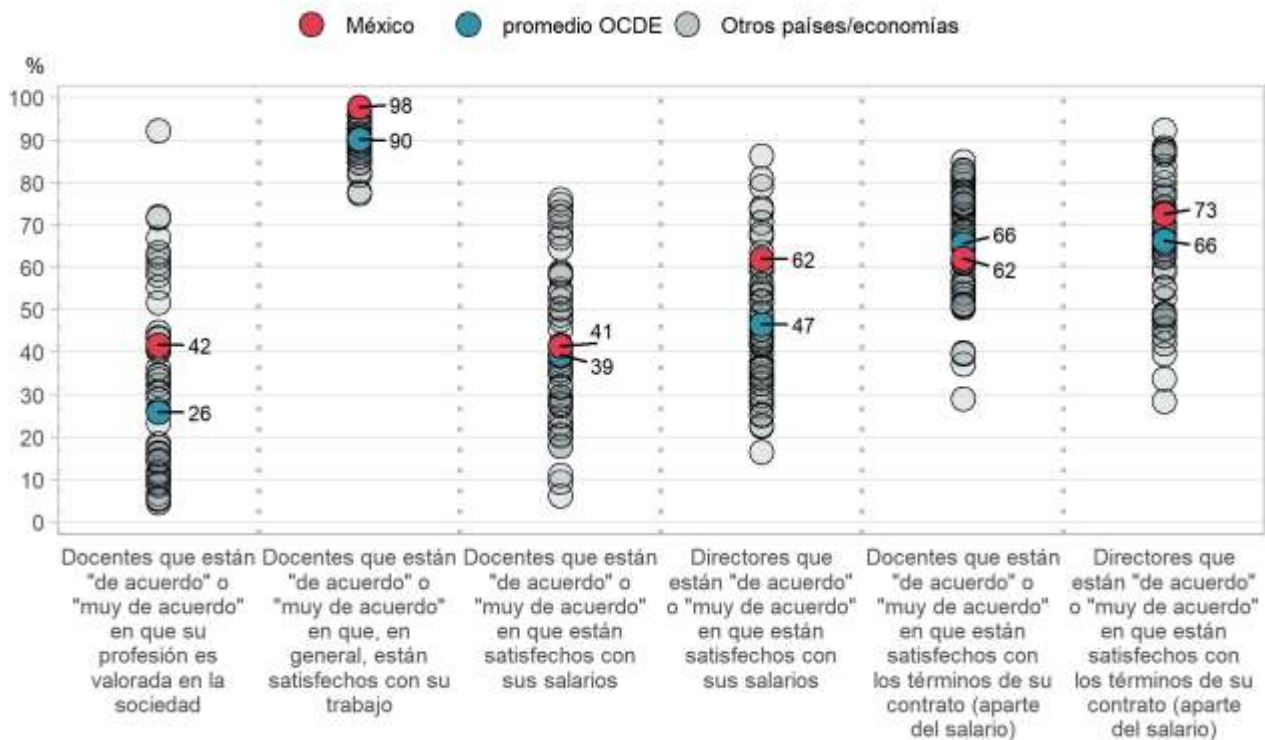 México promedio OCDE Otros países/economías
%
100
90
80
70
60
50
40
30
20
10
0
42
26
98
90
41
39
62
47
66
62
73
66
Docentes que están
"de acuerdo" o
"muy de acuerdo"
en que su
profesión es
valorada en la
sociedad
Docentes que están
"de acuerdo" o
"muy de acuerdo"
en que, en
general, están
satisfechos con su
trabajo
Docentes que están
"de acuerdo" o
"muy de acuerdo"
en que están
satisfechos con
sus salarios
Directores que
están "de acuerdo"
o "muy de acuerdo"
en que están
satisfechos con
sus salarios
Docentes que están
"de acuerdo" o
"muy de acuerdo"
en que están
satisfechos con
los términos de su
contrato (aparte
del salario)
Directores que
están "de acuerdo"
o "muy de acuerdo"
en que están
satisfechos con
los términos de su
contrato (aparte
del salario)